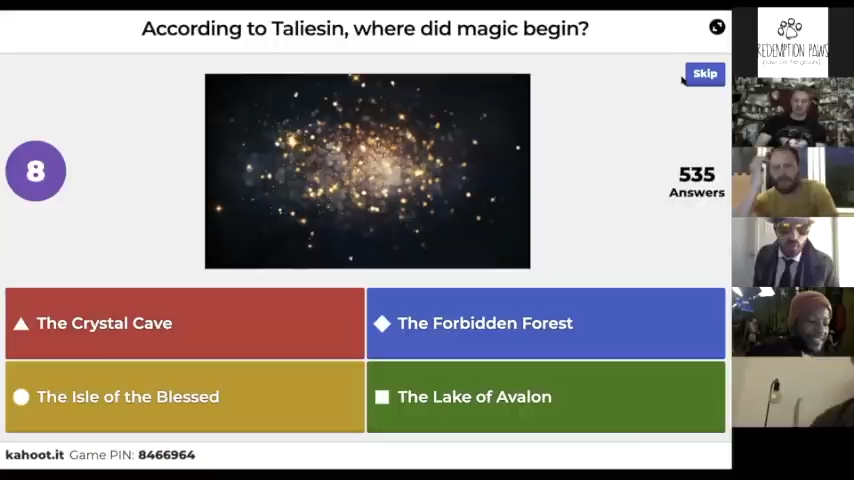 According to Taliesin, where did magic begin?
Skip
8
535
Answers
The Crystal Cave
The Forbidden Forest
The Isle of the Blessed
The Lake of Avalon
kahoot.it Game PIN: 8466964
REDEMPTION PAWS